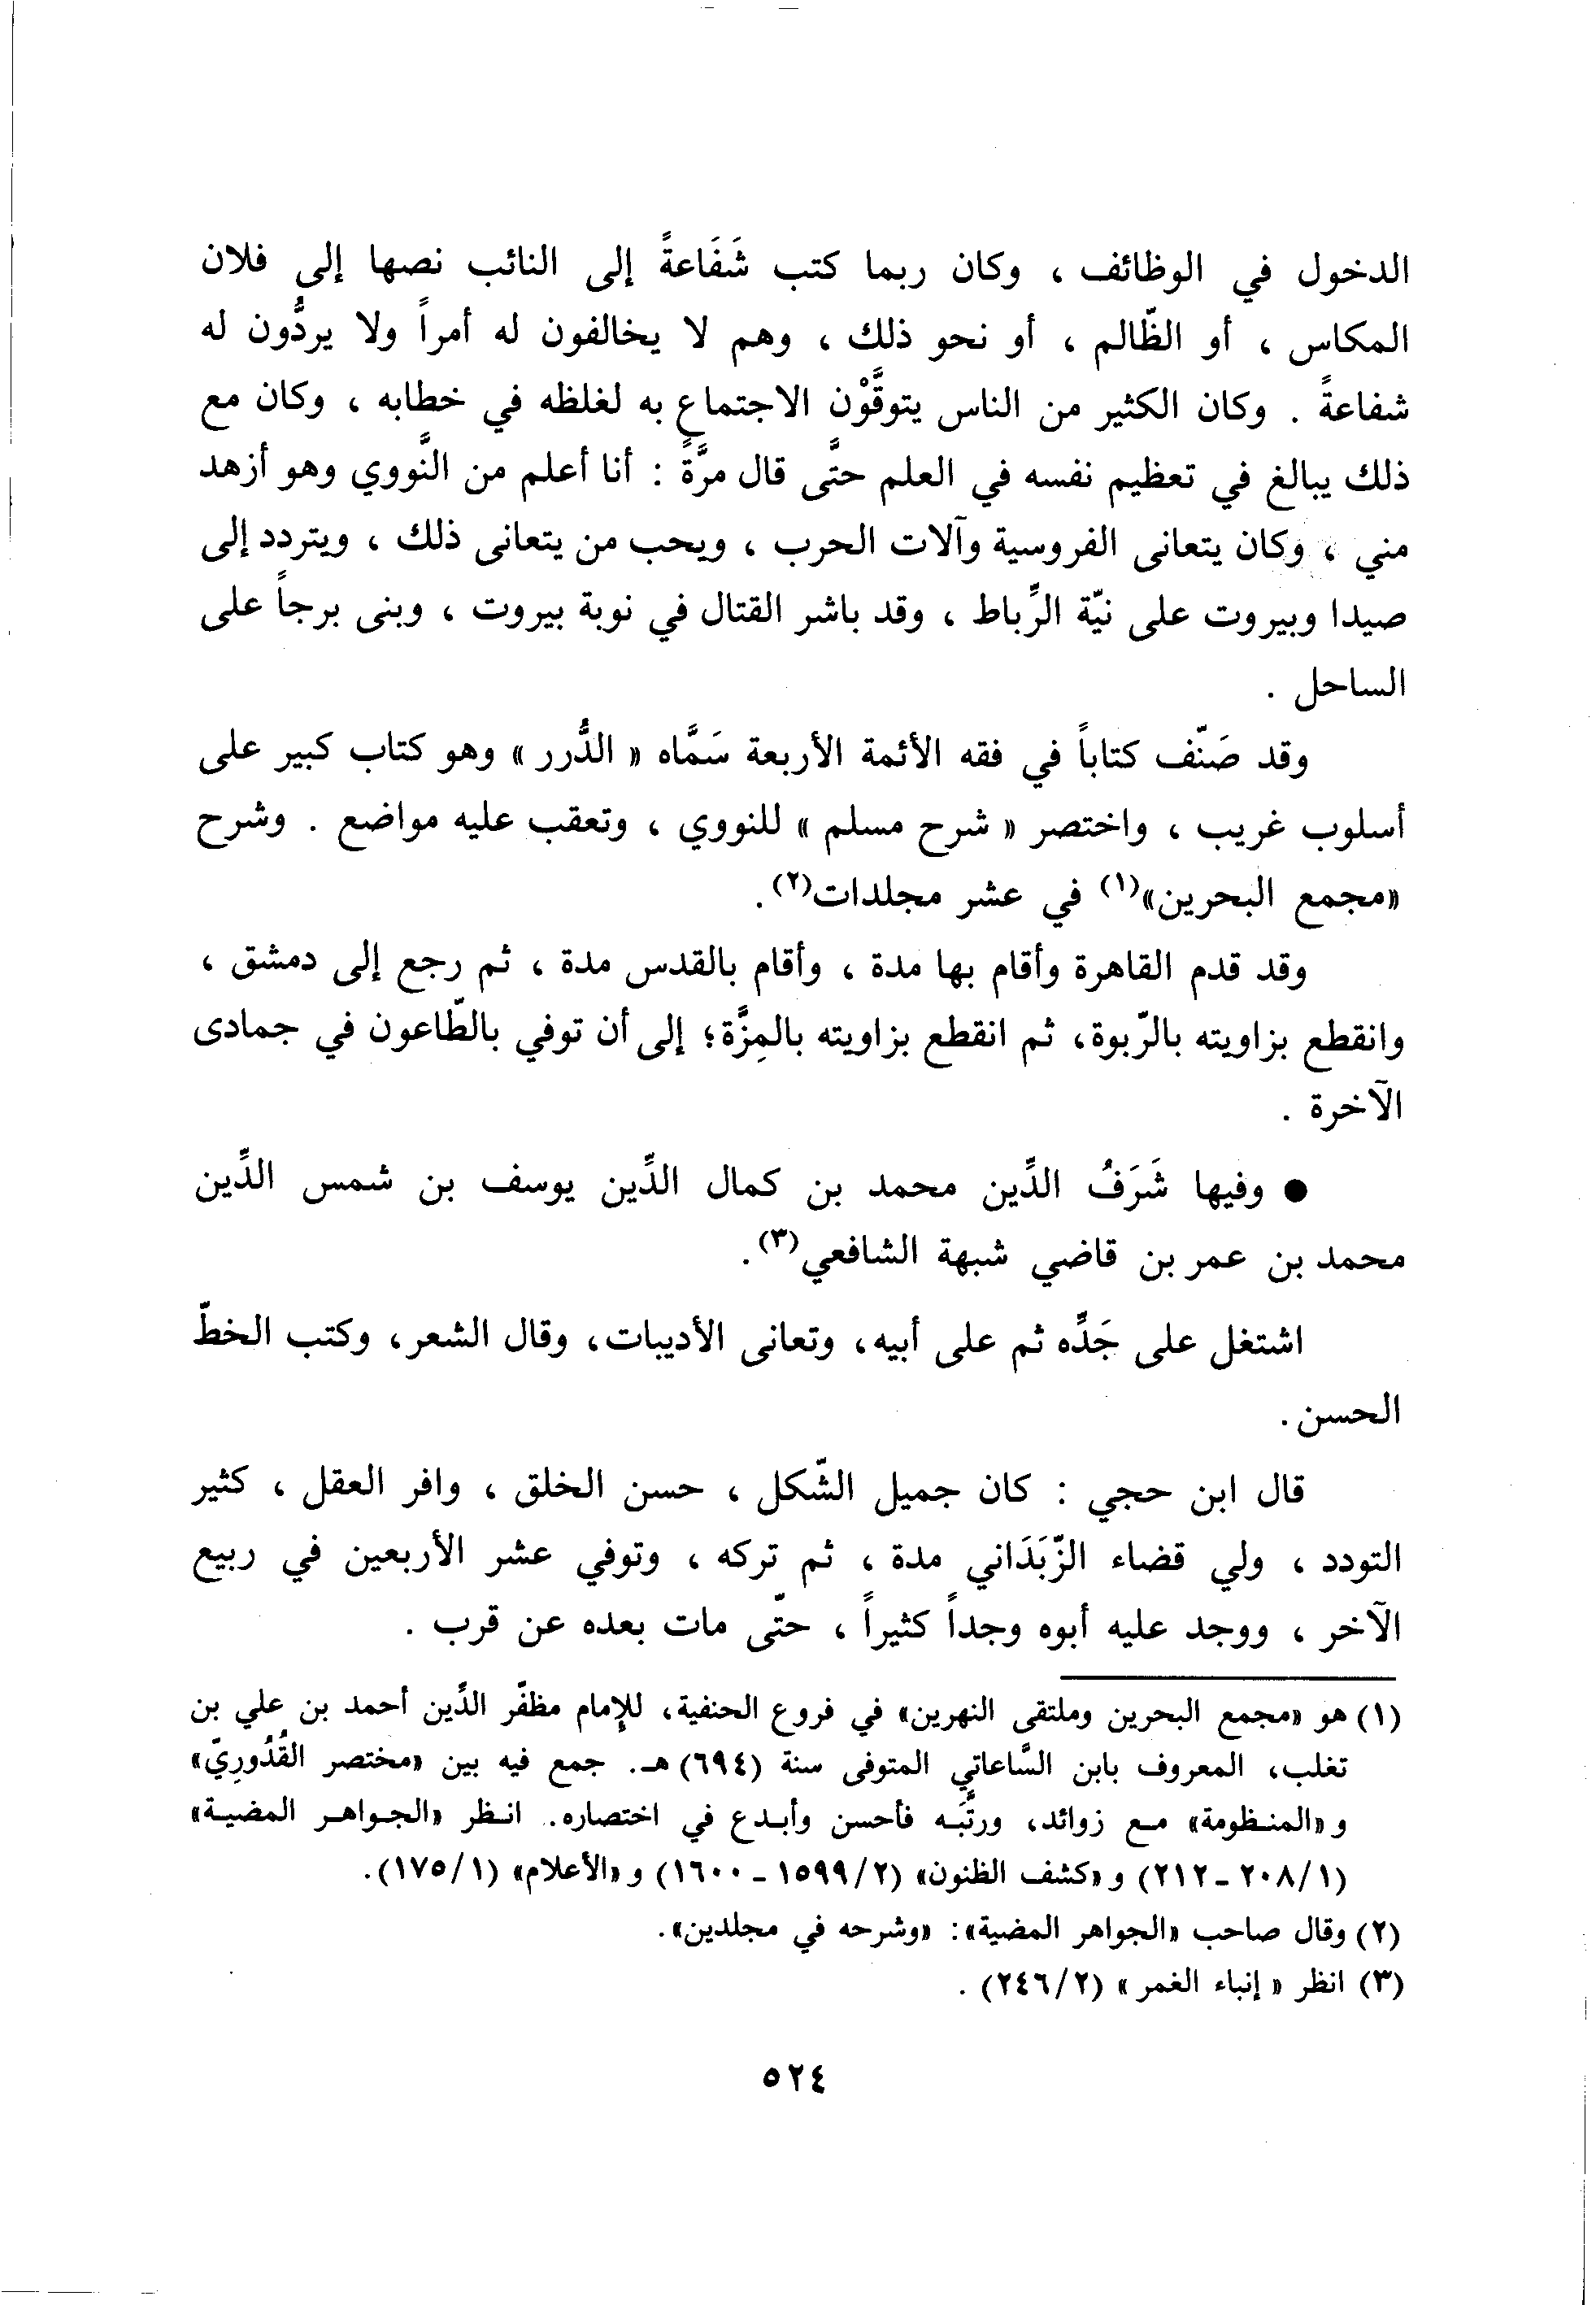 الدخول في الوظائف ، وكان ربما كتب شَفَاعةً إلى النائب نصها إلى فلان
المكاس ، أو الظّالم ، أو نحو ذلك ، وهم لا يخالفون له أمراً ولا يردُّون له
شفاعةً . وكان الكثير من الناس يتوقَّوْن الاجتماع به لغلظه في خطابه ، وكان مع
ذلك يبالغ في تعظيم نفسه في العلم حتَّى قال مرَّةً : أنا أعلم من النَّووي وهو أزهد
مني ، وكان يتعانى الفروسية وآلات الحرب ، ويحب من يتعانى ذلك ، ويتردد إلى
صيدا وبيروت على نيّة الرِّباط ، وقد باشر القتال في نوبة بيروت ، وبنى برجاً على
الساحل .
وقد صَنّف كتاباً في فقه الأئمة الأربعة سَمَّاه « الدُّرر » وهو كتاب كبير على
أسلوب غريب ، واختصر « شرح مسلم » للنووي ، وتعقب عليه مواضع . وشرح
«مجمع البحرين»(١) في عشر مجلدات(٢).
وقد قدم القاهرة وأقام بها مدة ، وأقام بالقدس مدة ، ثم رجع إلى دمشق ،
وانقطع بزاويته بالرّبوة، ثم انقطع بزاويته بالمِزَّة؛ إلى أن توفي بالطّاعون في جمادى
الآخرة .
● وفيها شَرَفُ الدِّين محمد بن كمال الدِّين يوسف بن شمس الدِّين
محمد بن عمر بن قاضي شبهة الشافعي(٣).
اشتغل على جَدِّه ثم على أبيه، وتعانى الأديبات، وقال الشعر، وكتب الخطّ
الحسن.
قال ابن حجي : كان جميل الشّكل ، حسن الخلق ، وافر العقل ، كثير
التودد ، ولي قضاء الزّبَدَاني مدة ، ثم تركه ، وتوفي عشر الأربعين في ربيع
الآخر ، ووجد عليه أبوه وجداً كثيراً ، حتّى مات بعده عن قرب .
(١) هو «مجمع البحرين وملتقى النهرين» في فروع الحنفية، للإمام مظفّر الدِّين أحمد بن علي بن
تغلب، المعروف بابن السَّاعاتي المتوفى سنة (٦٩٤) هـ. جمع فيه بين «مختصر القُدُورِيّ»
و «المنظومة» مع زوائد، ورتَّبَه فأحسن وأبدع في اختصاره. انظر «الجواهر المضية»
(١/ ٢٠٨ - ٢١٢) و «كشف الظنون» (٢/ ١٥٩٩ - ١٦٠٠) و «الأعلام» (١/ ١٧٥).
(٢) وقال صاحب «الجواهر المضية»: «وشرحه في مجلدين».
(٣) انظر « إنباء الغمر » (٢/ ٢٤٦) .
٥٢٤